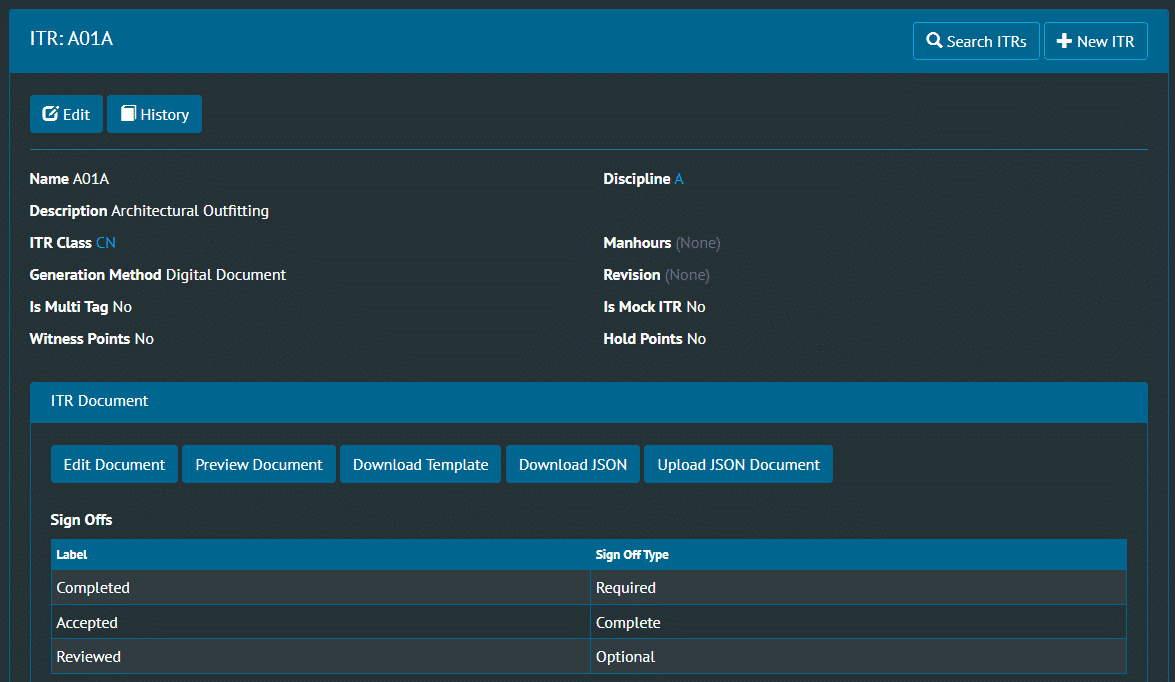 ITR: A01A
Search ITRs
New ITR
Edit
History
Name A01A
Discipline A
Description Architectural Outfitting
ITR Class CN
Manhours (None)
Generation Method Digital Document
Revision (None)
Is Multi Tag No
Is Mock ITR No
Witness Points No
Hold Points No
ITR Document
Edit Document
Preview Document
Download Template
Download JSON
Upload JSON Document
Sign Offs
Label
Sign Off Type
Completed
Required
Accepted
Complete
Reviewed
Optional